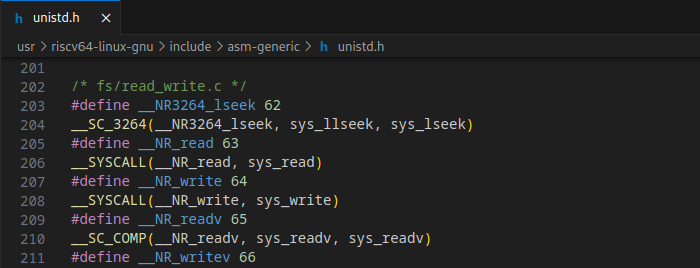 h unistd.h ×
usr > riscv64-linux-gnu > include > asm-generic > h unistd.h
201
202 /* fs/read_write.c */
203 #define __NR3264_lseek 62
204 __SC_3264(__NR3264_lseek, sys_llseek, sys_lseek)
205 #define __NR_read 63
206 __SYSCALL(__NR_read, sys_read)
207 #define __NR_write 64
208 __SYSCALL(__NR_write, sys_write)
209 #define __NR_readv 65
210 __SC_COMP(__NR_readv, sys_readv, sys_readv)
211 #define __NR_writev 66